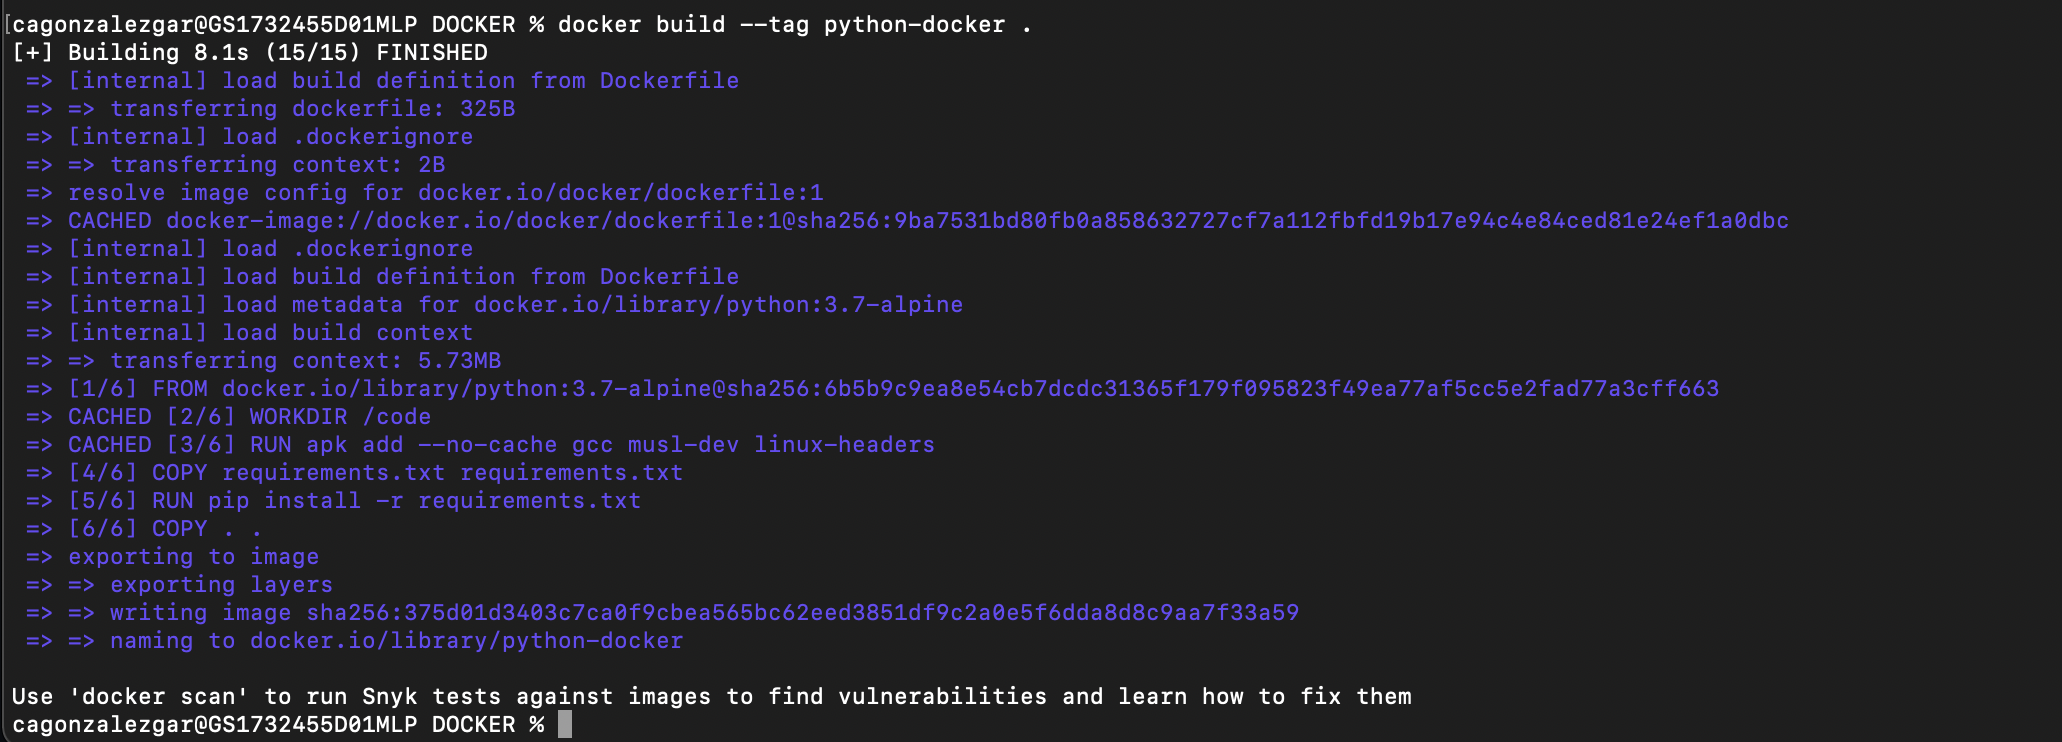 [cagonzalezgar@GS1732455D01MLP DOCKER % docker build --tag python-docker .
[+] Building 8.1s (15/15) FINISHED
=> [internal] load build definition from Dockerfile
=> => transferring dockerfile: 325B
=> [internal] load .dockerignore
=> => transferring context: 2B
=> resolve image config for docker.io/docker/dockerfile:1
=> CACHED docker-image://docker.io/docker/dockerfile:1@sha256:9ba7531bd80fb0a858632727cf7a112fbfd19b17e94c4e84ced81e24ef1a0dbc
=> [internal] load .dockerignore
=> [internal] load build definition from Dockerfile
=> [internal] load metadata for docker.io/library/python:3.7-alpine
=> [internal] load build context
=> => transferring context: 5.73MB
=> [1/6] FROM docker.io/library/python:3.7-alpine@sha256:6b5b9c9ea8e54cb7dcdc31365f179f095823f49ea77af5cc5e2fad77a3cff663
=> CACHED [2/6] WORKDIR /code
=> CACHED [3/6] RUN apk add --no-cache gcc musl-dev linux-headers
=> [4/6] COPY requirements.txt requirements.txt
=> [5/6] RUN pip install -r requirements.txt
=> [6/6] COPY . .
=> exporting to image
=> => exporting layers
=> => writing image sha256:375d01d3403c7ca0f9cbea565bc62eed3851df9c2a0e5f6dda8d8c9aa7f33a59
=> => naming to docker.io/library/python-docker
Use 'docker scan' to run Snyk tests against images to find vulnerabilities and learn how to fix them
cagonzalezgar@GS1732455D01MLP DOCKER %